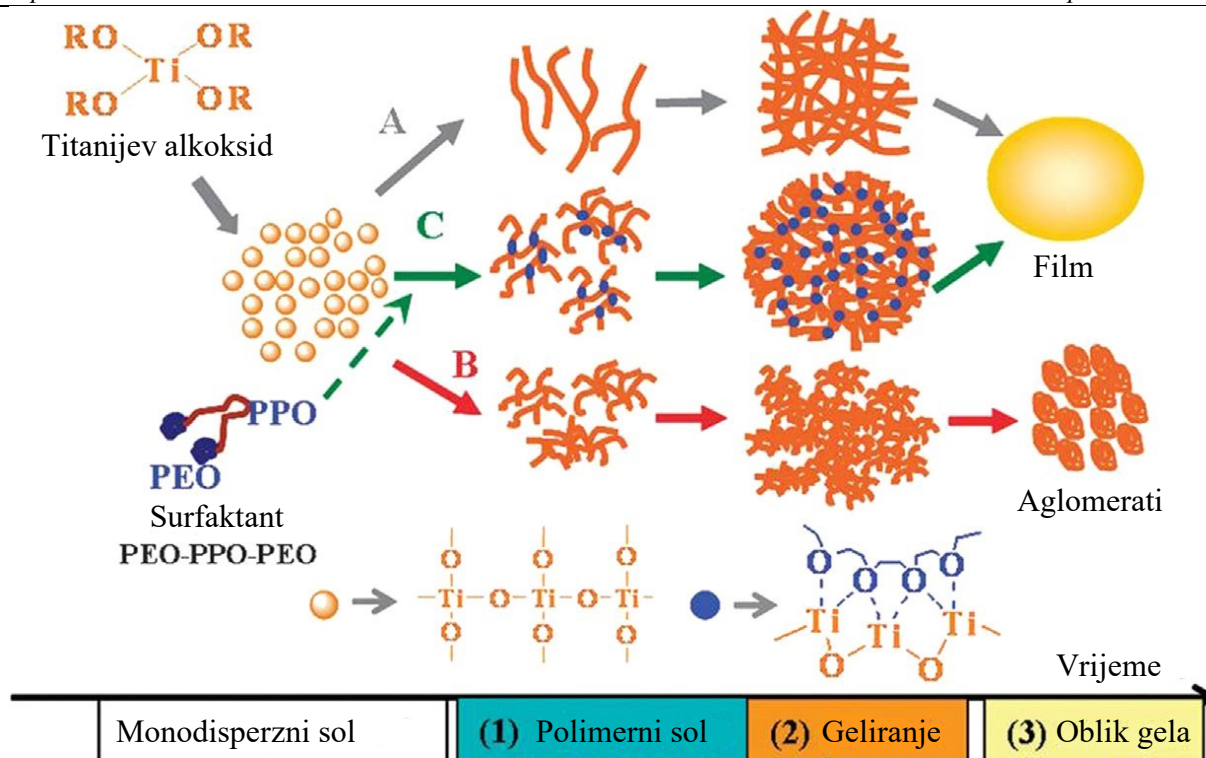 RO OR
Ti
RO OR
Titanijev alkoksid
A
C
B
Film
PPO
PEO
Surfaktant
PEO-PPO-PEO
Aglomerati
O O O
Ti O Ti O Ti
O O O
O O O O
Ti Ti Ti
O O
Vrijeme
Monodisperzni sol
(1) Polimerni sol
(2) Geliranje
(3) Oblik gela